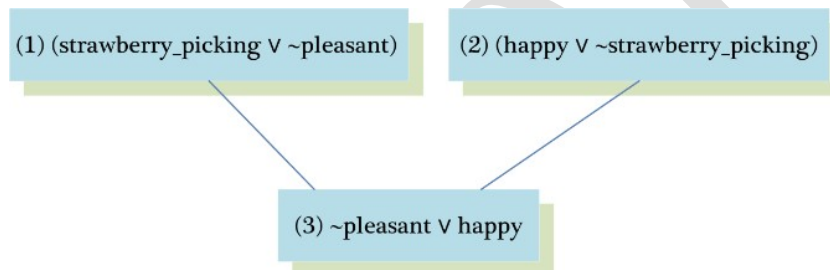 (1) (strawberry_picking ∨ ~pleasant)
(2) (happy ∨ ~strawberry_picking)
(3) ~pleasant ∨ happy